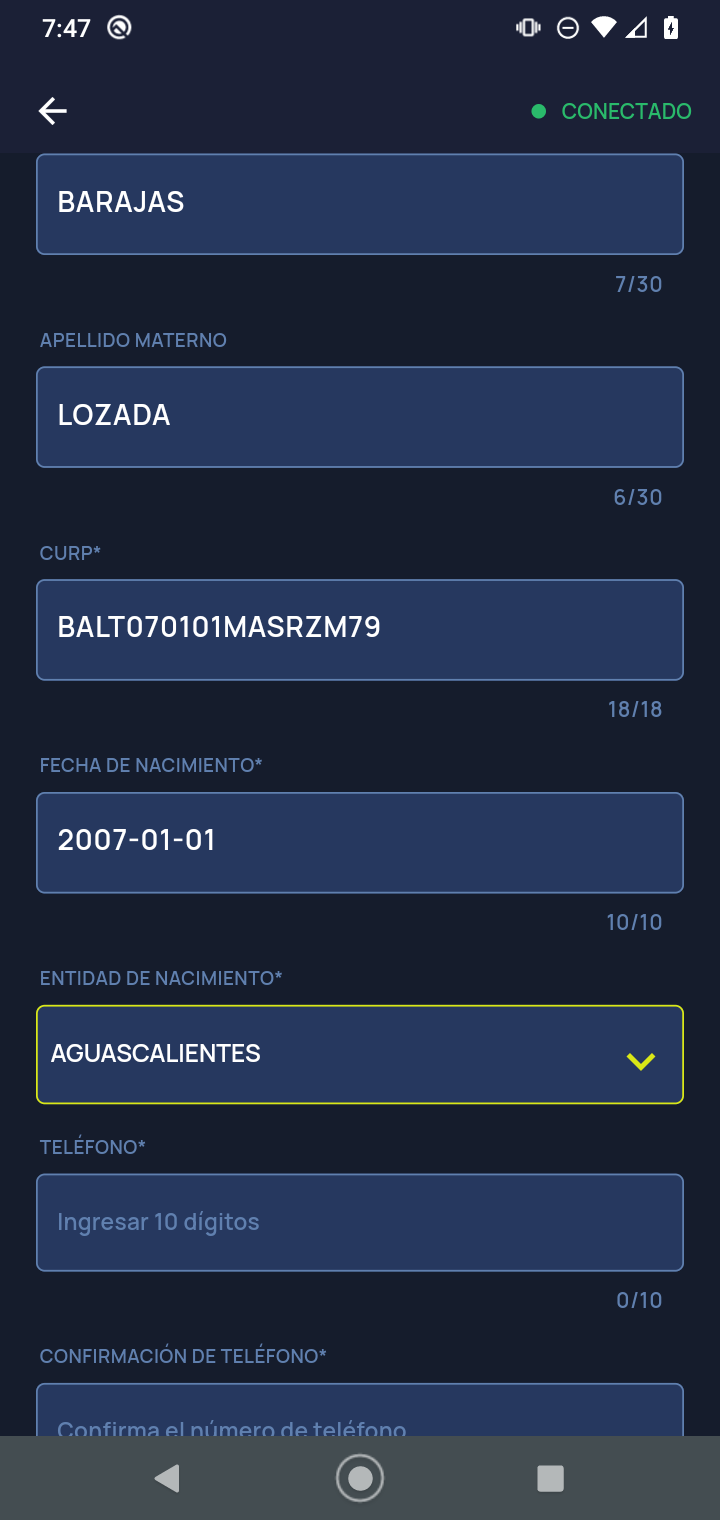 7:47
CONECTADO
BARAJAS
7/30
APELLIDO MATERNO
LOZADA
6/30
CURP*
BALT070101MASRZM79
18/18
FECHA DE NACIMIENTO*
2007-01-01
10/10
ENTIDAD DE NACIMIENTO*
AGUASCALIENTES
TELÉFONO*
Ingresar 10 dígitos
0/10
CONFIRMACIÓN DE TELÉFONO*
Confirma el número de teléfono